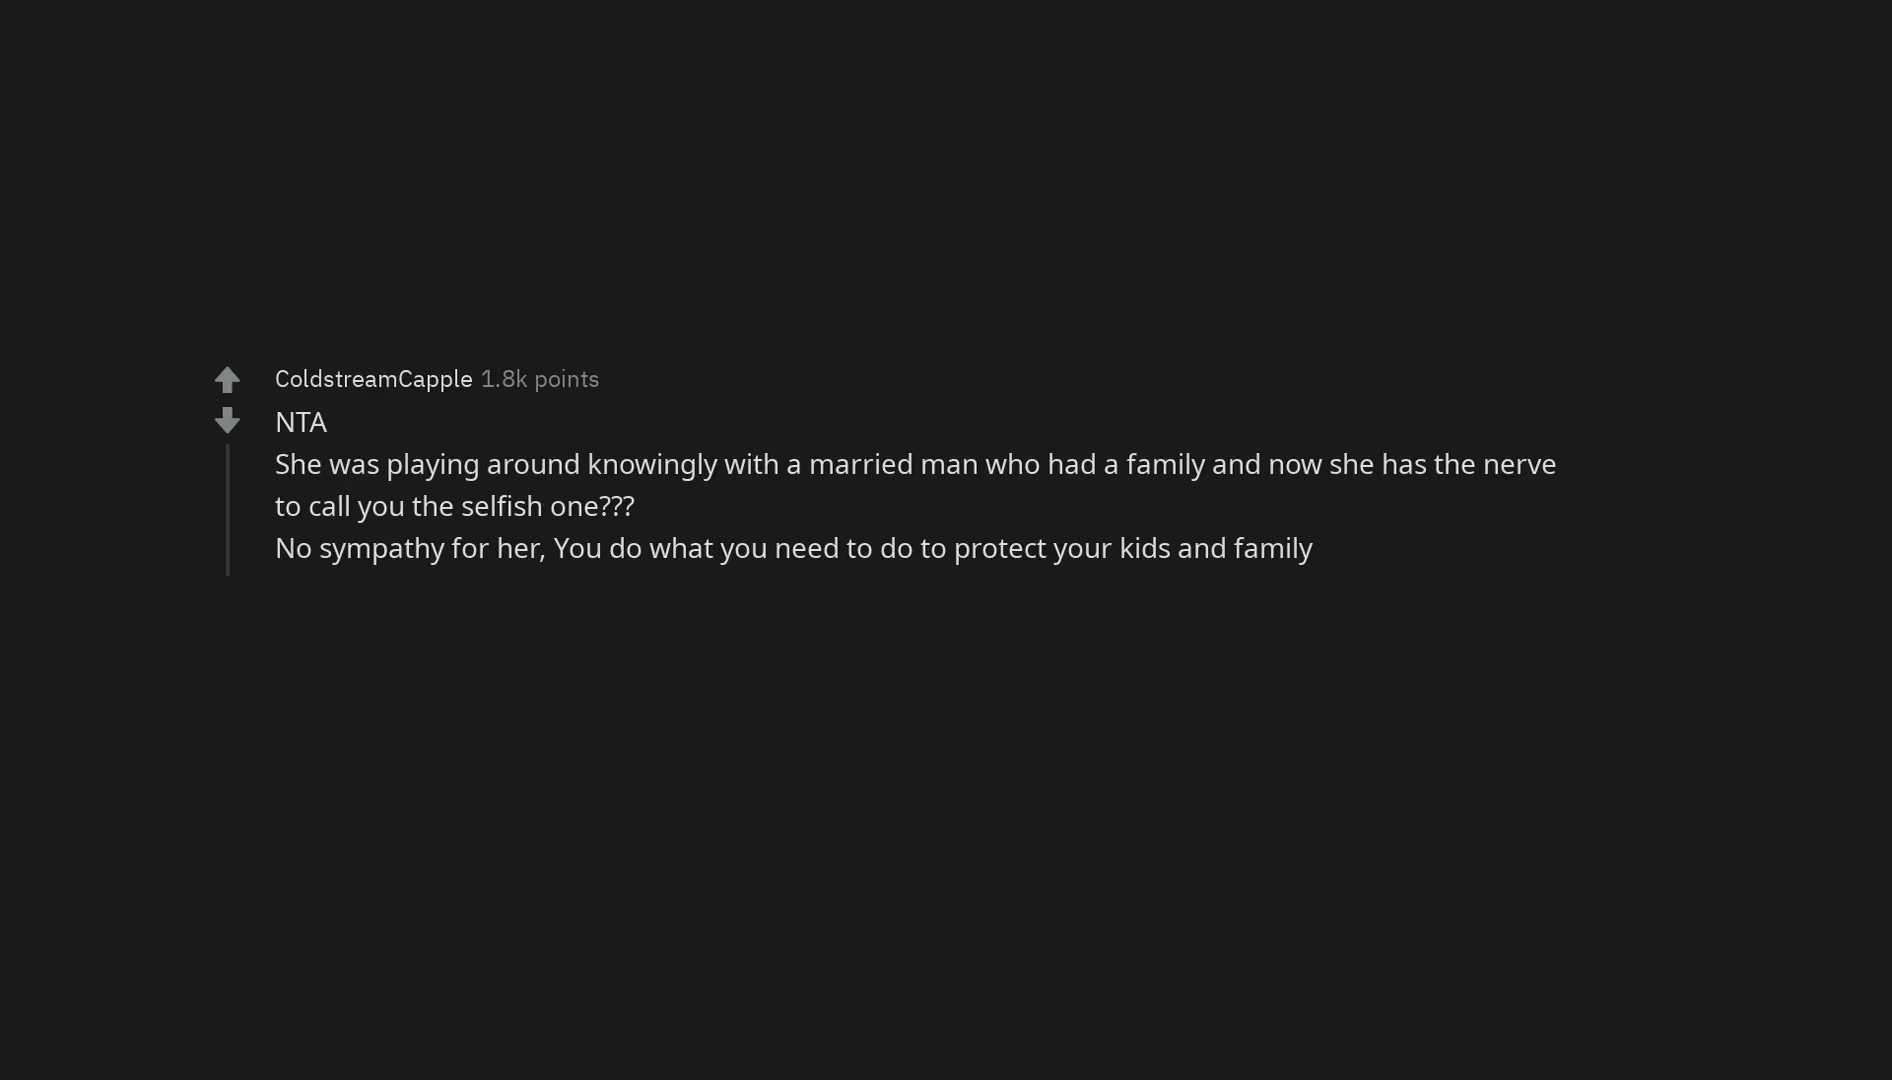 ColdstreamCapple 1.8k points
NTA
She was playing around knowingly with a married man who had a family and now she has the nerve
to call you the selfish one???
No sympathy for her, You do what you need to do to protect your kids and family